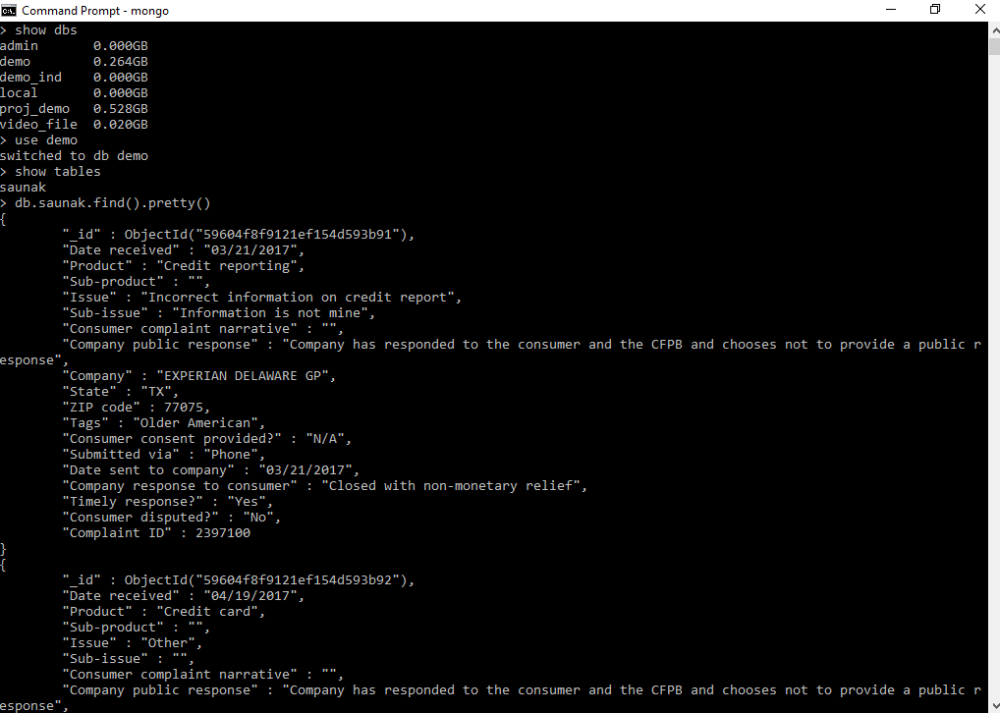 Command Prompt - mongo
> show dbs
admin       0.000GB
demo        0.264GB
demo_ind    0.000GB
local       0.000GB
proj_demo   0.528GB
video_file  0.020GB
> use demo
switched to db demo
> show tables
saunak
> db.saunak.find().pretty()
{
        "_id" : ObjectId("59604f8f9121ef154d593b91"),
        "Date received" : "03/21/2017",
        "Product" : "Credit reporting",
        "Sub-product" : "",
        "Issue" : "Incorrect information on credit report",
        "Sub-issue" : "Information is not mine",
        "Consumer complaint narrative" : "",
        "Company public response" : "Company has responded to the consumer and the CFPB and chooses not to provide a public r
esponse",
        "Company" : "EXPERIAN DELAWARE GP",
        "State" : "TX",
        "ZIP code" : 77075,
        "Tags" : "Older American",
        "Consumer consent provided?" : "N/A",
        "Submitted via" : "Phone",
        "Date sent to company" : "03/21/2017",
        "Company response to consumer" : "Closed with non-monetary relief",
        "Timely response?" : "Yes",
        "Consumer disputed?" : "No",
        "Complaint ID" : 2397100
}
{
        "_id" : ObjectId("59604f8f9121ef154d593b92"),
        "Date received" : "04/19/2017",
        "Product" : "Credit card",
        "Sub-product" : "",
        "Issue" : "Other",
        "Sub-issue" : "",
        "Consumer complaint narrative" : "",
        "Company public response" : "Company has responded to the consumer and the CFPB and chooses not to provide a public r
esponse",